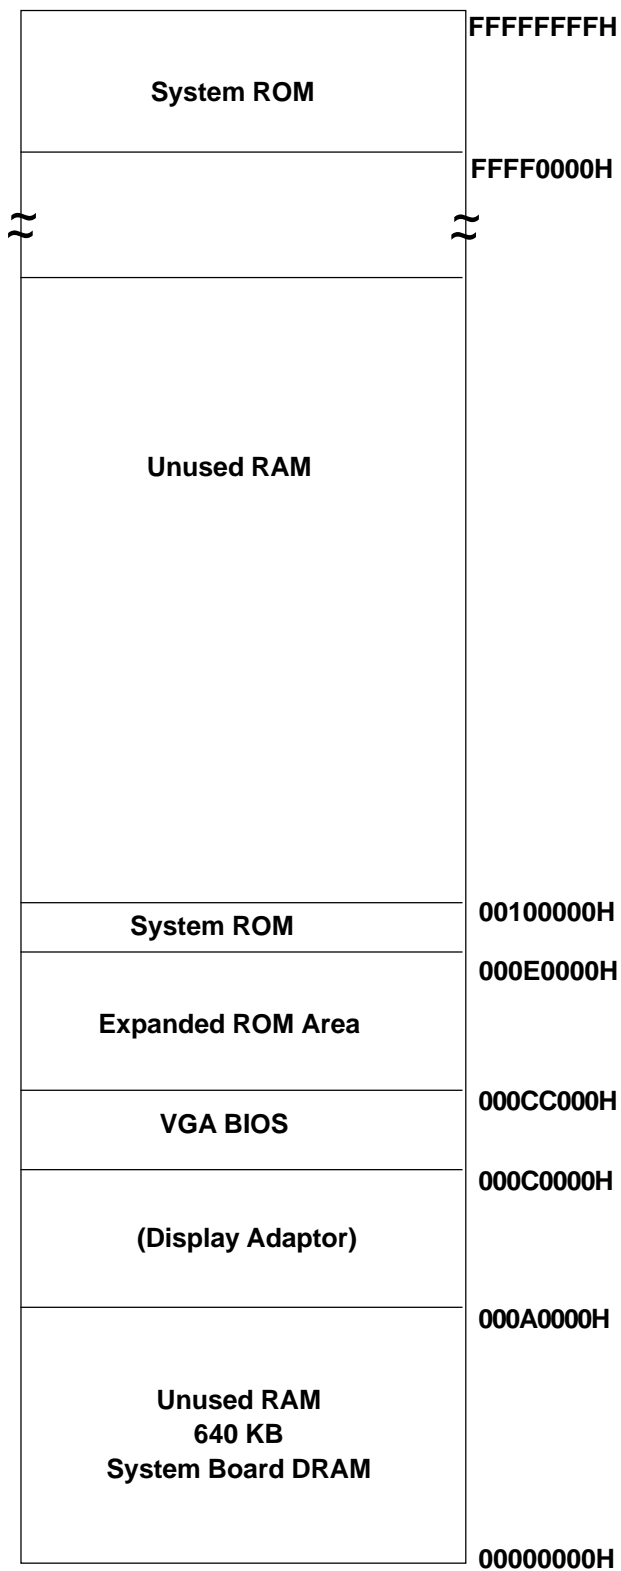 FFFFFFFFH
System ROM
FFFF0000H
Unused RAM
00100000H
System ROM
000E0000H
Expanded ROM Area
000CC000H
VGA BIOS
000C0000H
(Display Adaptor)
000A0000H
Unused RAM
640 KB
System Board DRAM
00000000H